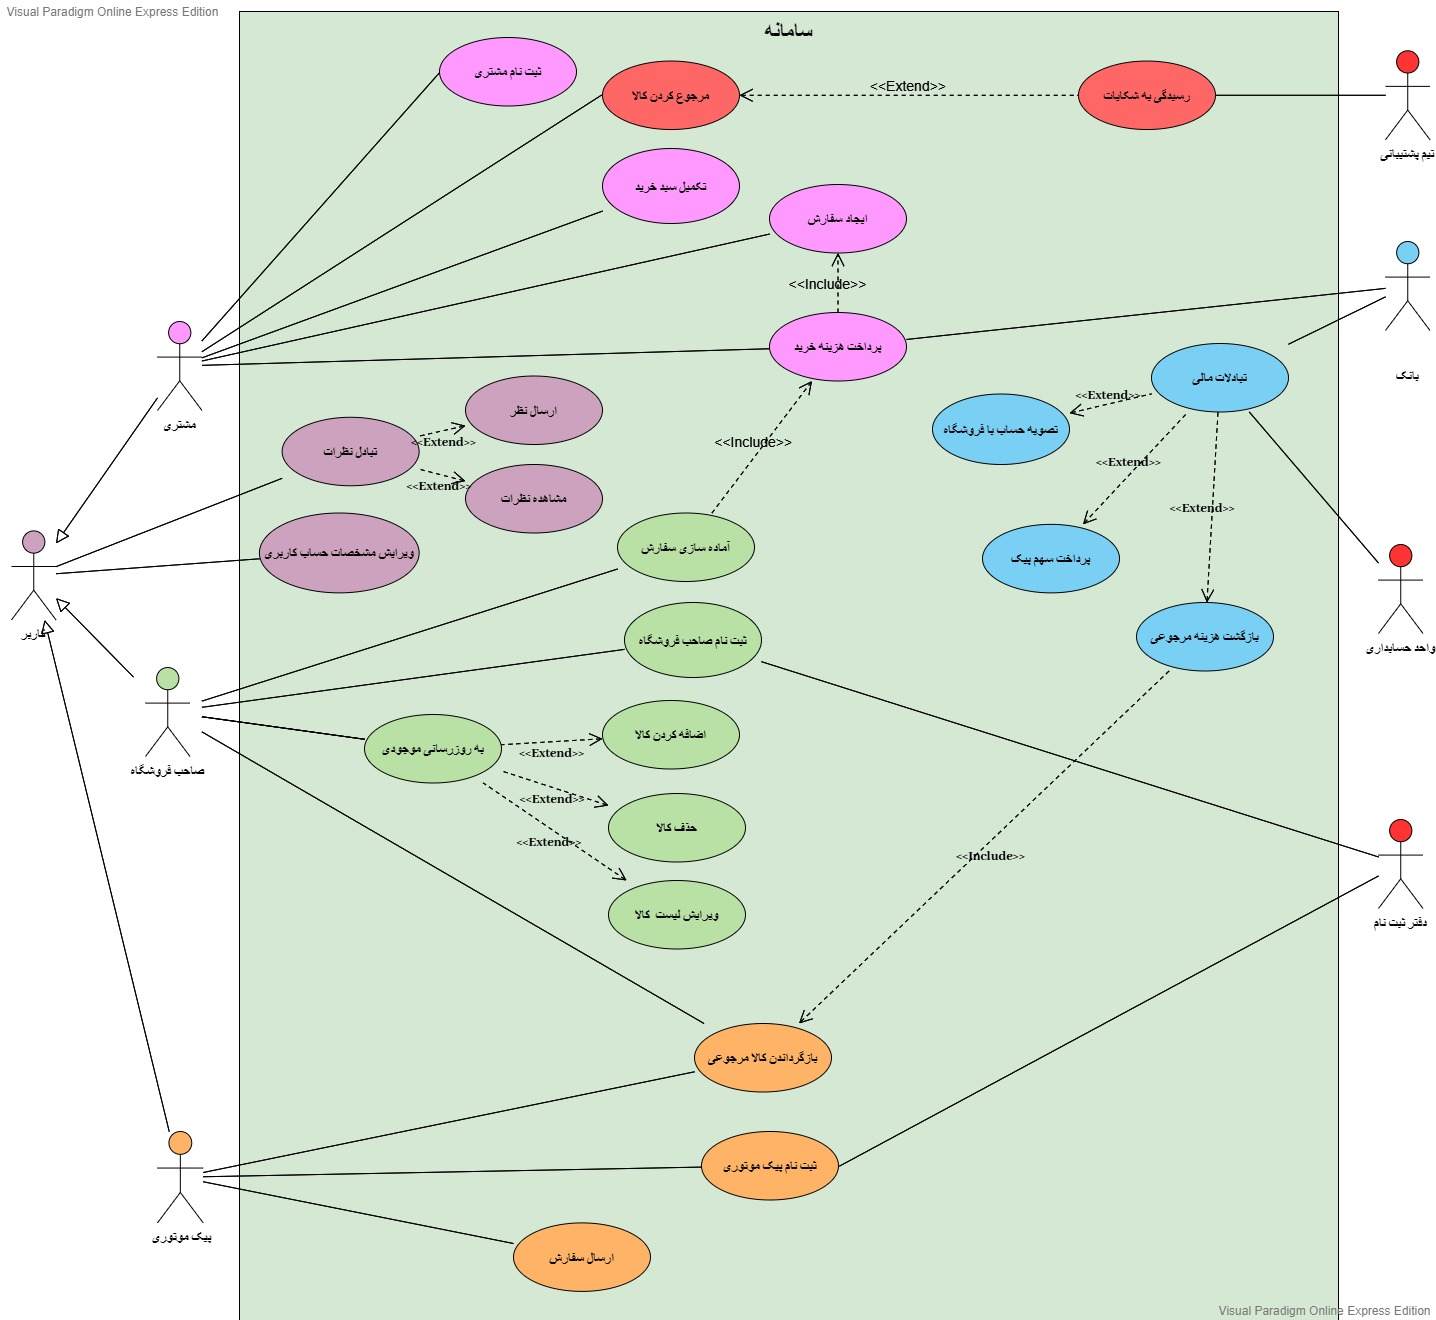 Visual Paradigm Online Express Edition
سامانه
ثبت نام مشتری
مرجوع کردن کالا
<<Extend>>
رسیدگی به شکایات
تیم پشتیبانی
تکمیل سبد خرید
ایجاد سفارش
<<Include>>
پرداخت هزینه خرید
بانک
مشتری
تبادلات مالی
<<Extend>>
تصویه حساب با فروشگاه
ارسال نظر
تبادل نظرات
<<Extend>>
<<Include>>
<<Extend>>
مشاهده نظرات
<<Extend>>
<<Extend>>
ویرایش مشخصات حساب کاربری
آماده سازی سفارش
پرداخت سهم پیک
کاربر
ثبت نام صاحب فروشگاه
بازگشت هزینه مرجوعی
واحد حسابداری
صاحب فروشگاه
به روزرسانی موجودی
اضافه کردن کالا
<<Extend>>
<<Extend>>
حذف کالا
<<Extend>>
<<Include>>
ویرایش لیست کالا
دفتر ثبت نام
بازگرداندن کالا مرجوعی
ثبت نام پیک موتوری
پیک موتوری
ارسال سفارش
Visual Paradigm Online Express Edition